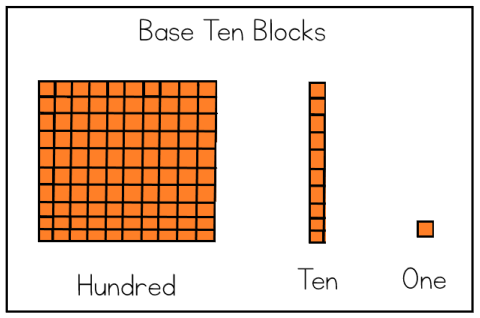 Base Ten Blocks
Hundred
Ten
One